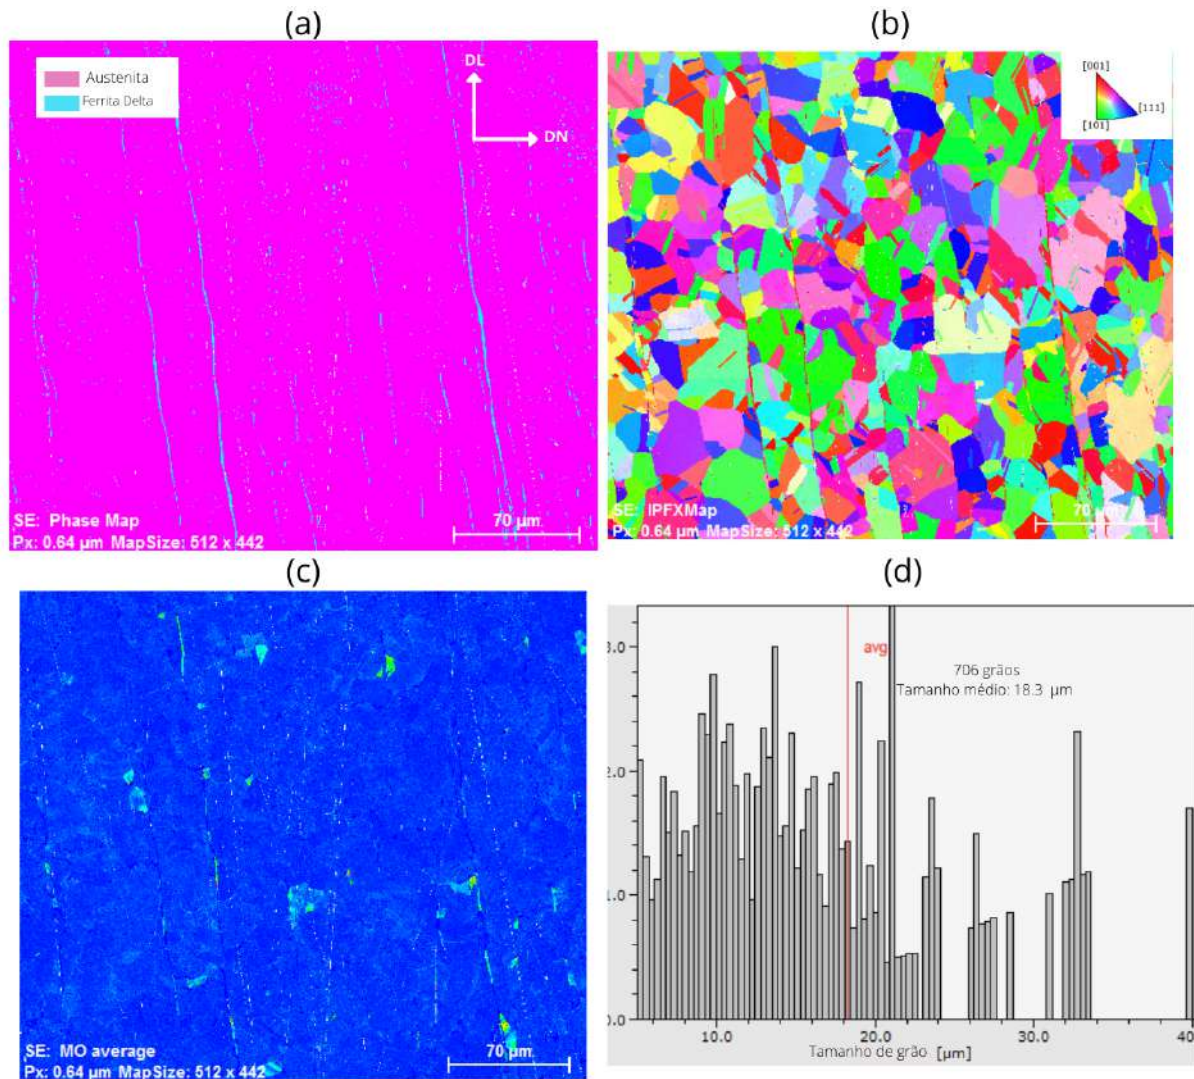 (a)
Austenita
Ferrita Delta
DL
DN
SE: Phase Map
Px: 0.64 µm MapSize: 512 x 442
70 µm
(b)
[001]
[111]
[101]
SE: IPFXMap
Px: 0.64 µm MapSize: 512 x 442
70 µm
(c)
SE: MO average
Px: 0.64 µm MapSize: 512 x 442
70 µm
(d)
3.0
2.0
1.0
0.0
avg
706 grãos
Tamanho médio: 18.3 µm
10.0
20.0
30.0
40
Tamanho de grão [µm]